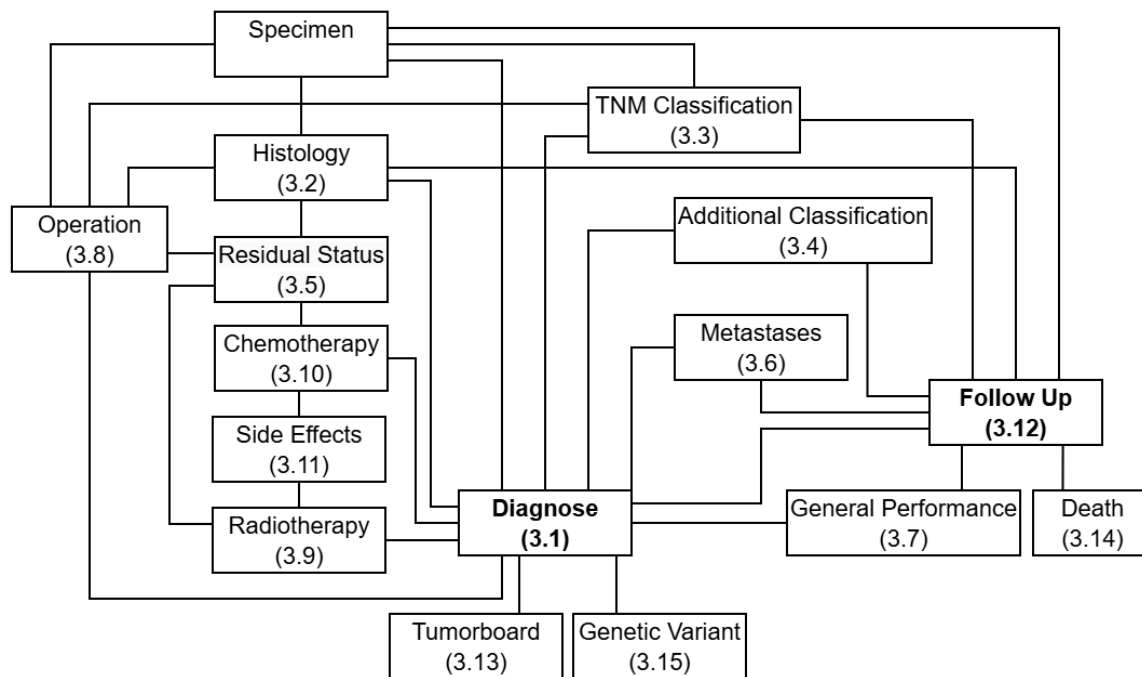 Specimen
TNM Classification
(3.3)
Histology
(3.2)
Additional Classification
(3.4)
Operation
(3.8)
Residual Status
(3.5)
Chemotherapy
(3.10)
Metastases
(3.6)
Follow Up
(3.12)
Side Effects
(3.11)
Diagnose
(3.1)
General Performance
(3.7)
Death
(3.14)
Radiotherapy
(3.9)
Tumorboard
(3.13)
Genetic Variant
(3.15)